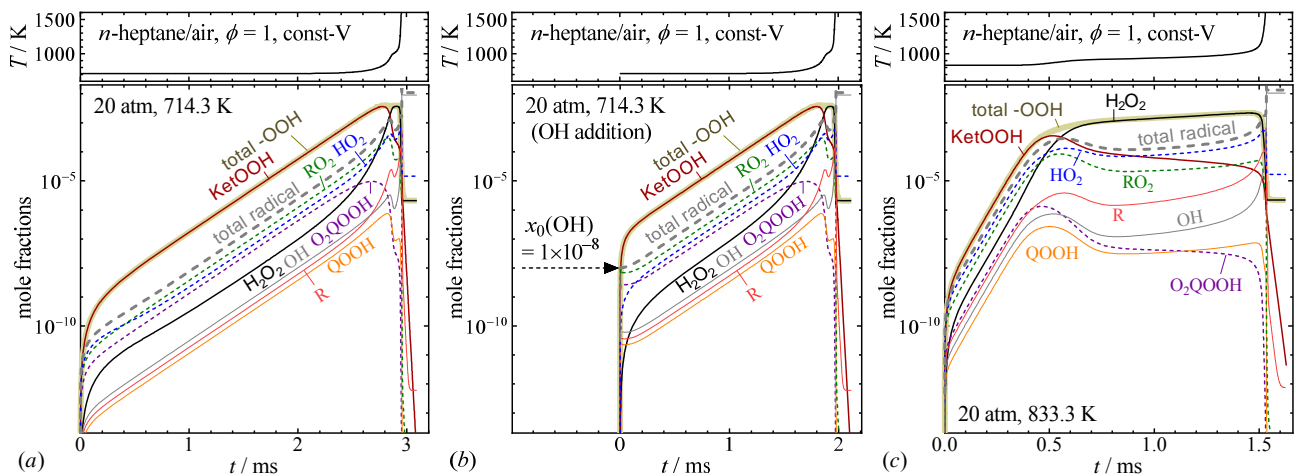 1500
1000
T / K
n-heptane/air, ϕ = 1, const-V
20 atm, 714.3 K
total -OOH
KetOOH
RO₂
HO₂
total radical
O₂QOOH
H₂O₂
OH
QOOH
R
10⁻⁵
10⁻¹⁰
mole fractions
0 1 2 3
t / ms
(a)
1500
1000
T / K
n-heptane/air, ϕ = 1, const-V
20 atm, 714.3 K
(OH addition)
total -OOH
KetOOH
RO₂
HO₂
total radical
O₂QOOH
x₀(OH)
= 1×10⁻⁸
H₂O₂
OH
QOOH
R
10⁻⁵
10⁻¹⁰
mole fractions
0 1 2
t / ms
(b)
1500
1000
T / K
n-heptane/air, ϕ = 1, const-V
total -OOH
H₂O₂
KetOOH
total radical
HO₂
RO₂
R
OH
QOOH
O₂QOOH
20 atm, 833.3 K
10⁻⁵
10⁻¹⁰
mole fractions
0.0 0.5 1.0 1.5
t / ms
(c)